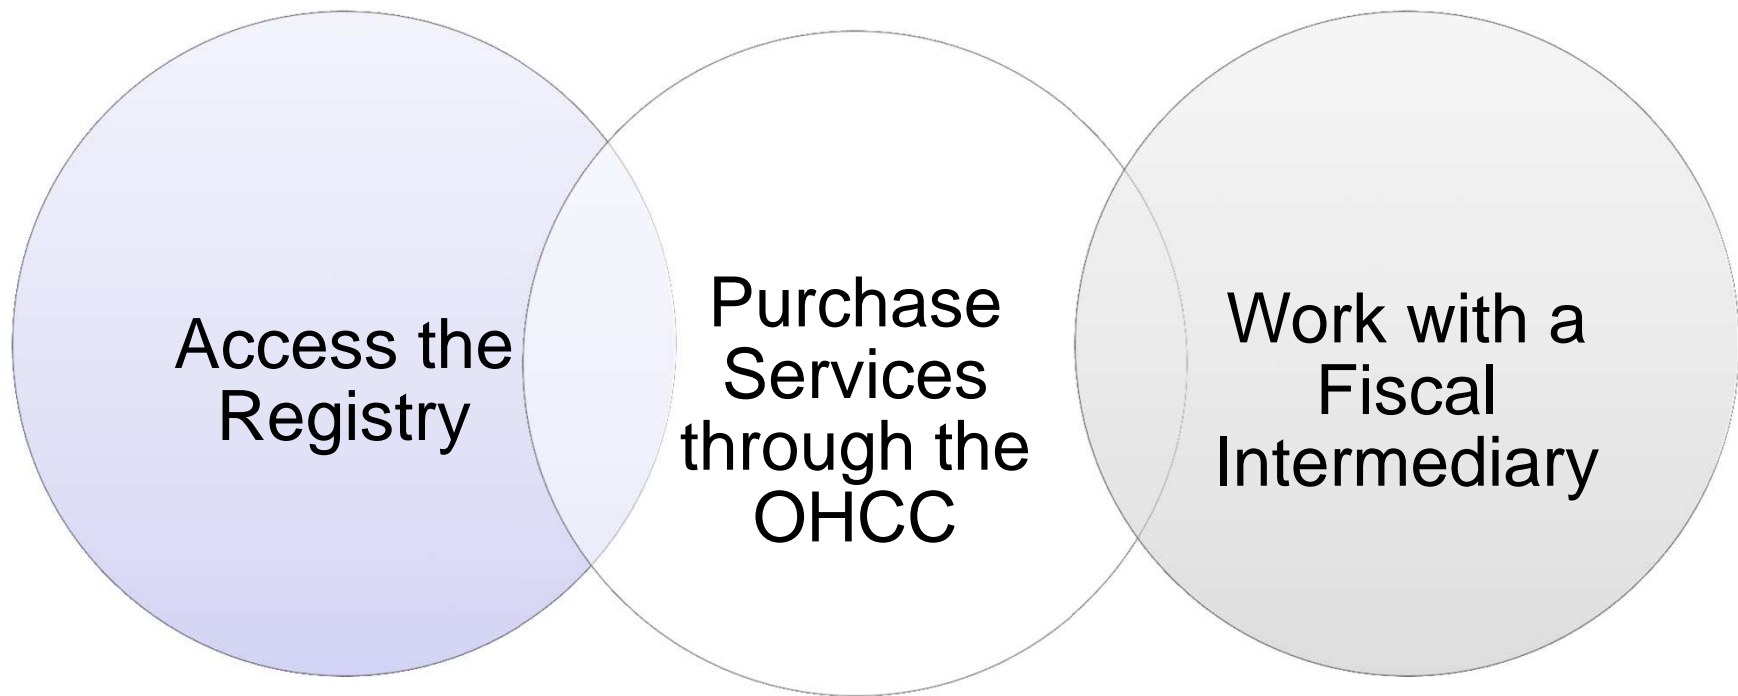 Access the
Registry
Purchase
Services
through the
OHCC
Work with a
Fiscal
Intermediary